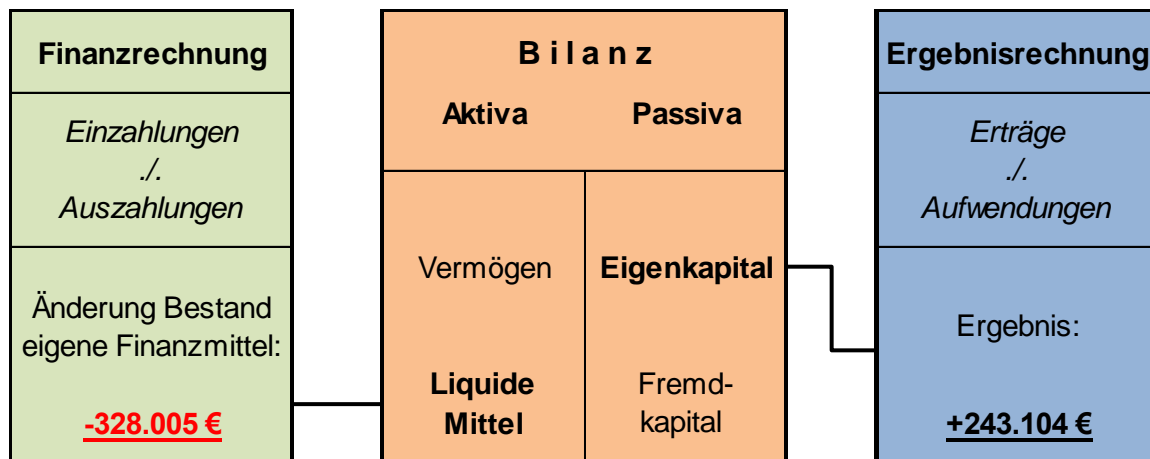 Finanzrechnung
Einzahlungen
./.
Auszahlungen
Änderung Bestand
eigene Finanzmittel:
-328.005 €
B i l a n z
Aktiva Passiva
Vermögen Eigenkapital
Liquide Fremd-
Mittel kapital
Ergebnisrechnung
Erträge
./.
Aufwendungen
Ergebnis:
+243.104 €